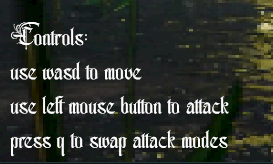 Controls:
use wasd to move
use left mouse button to attack
press q to swap attack modes